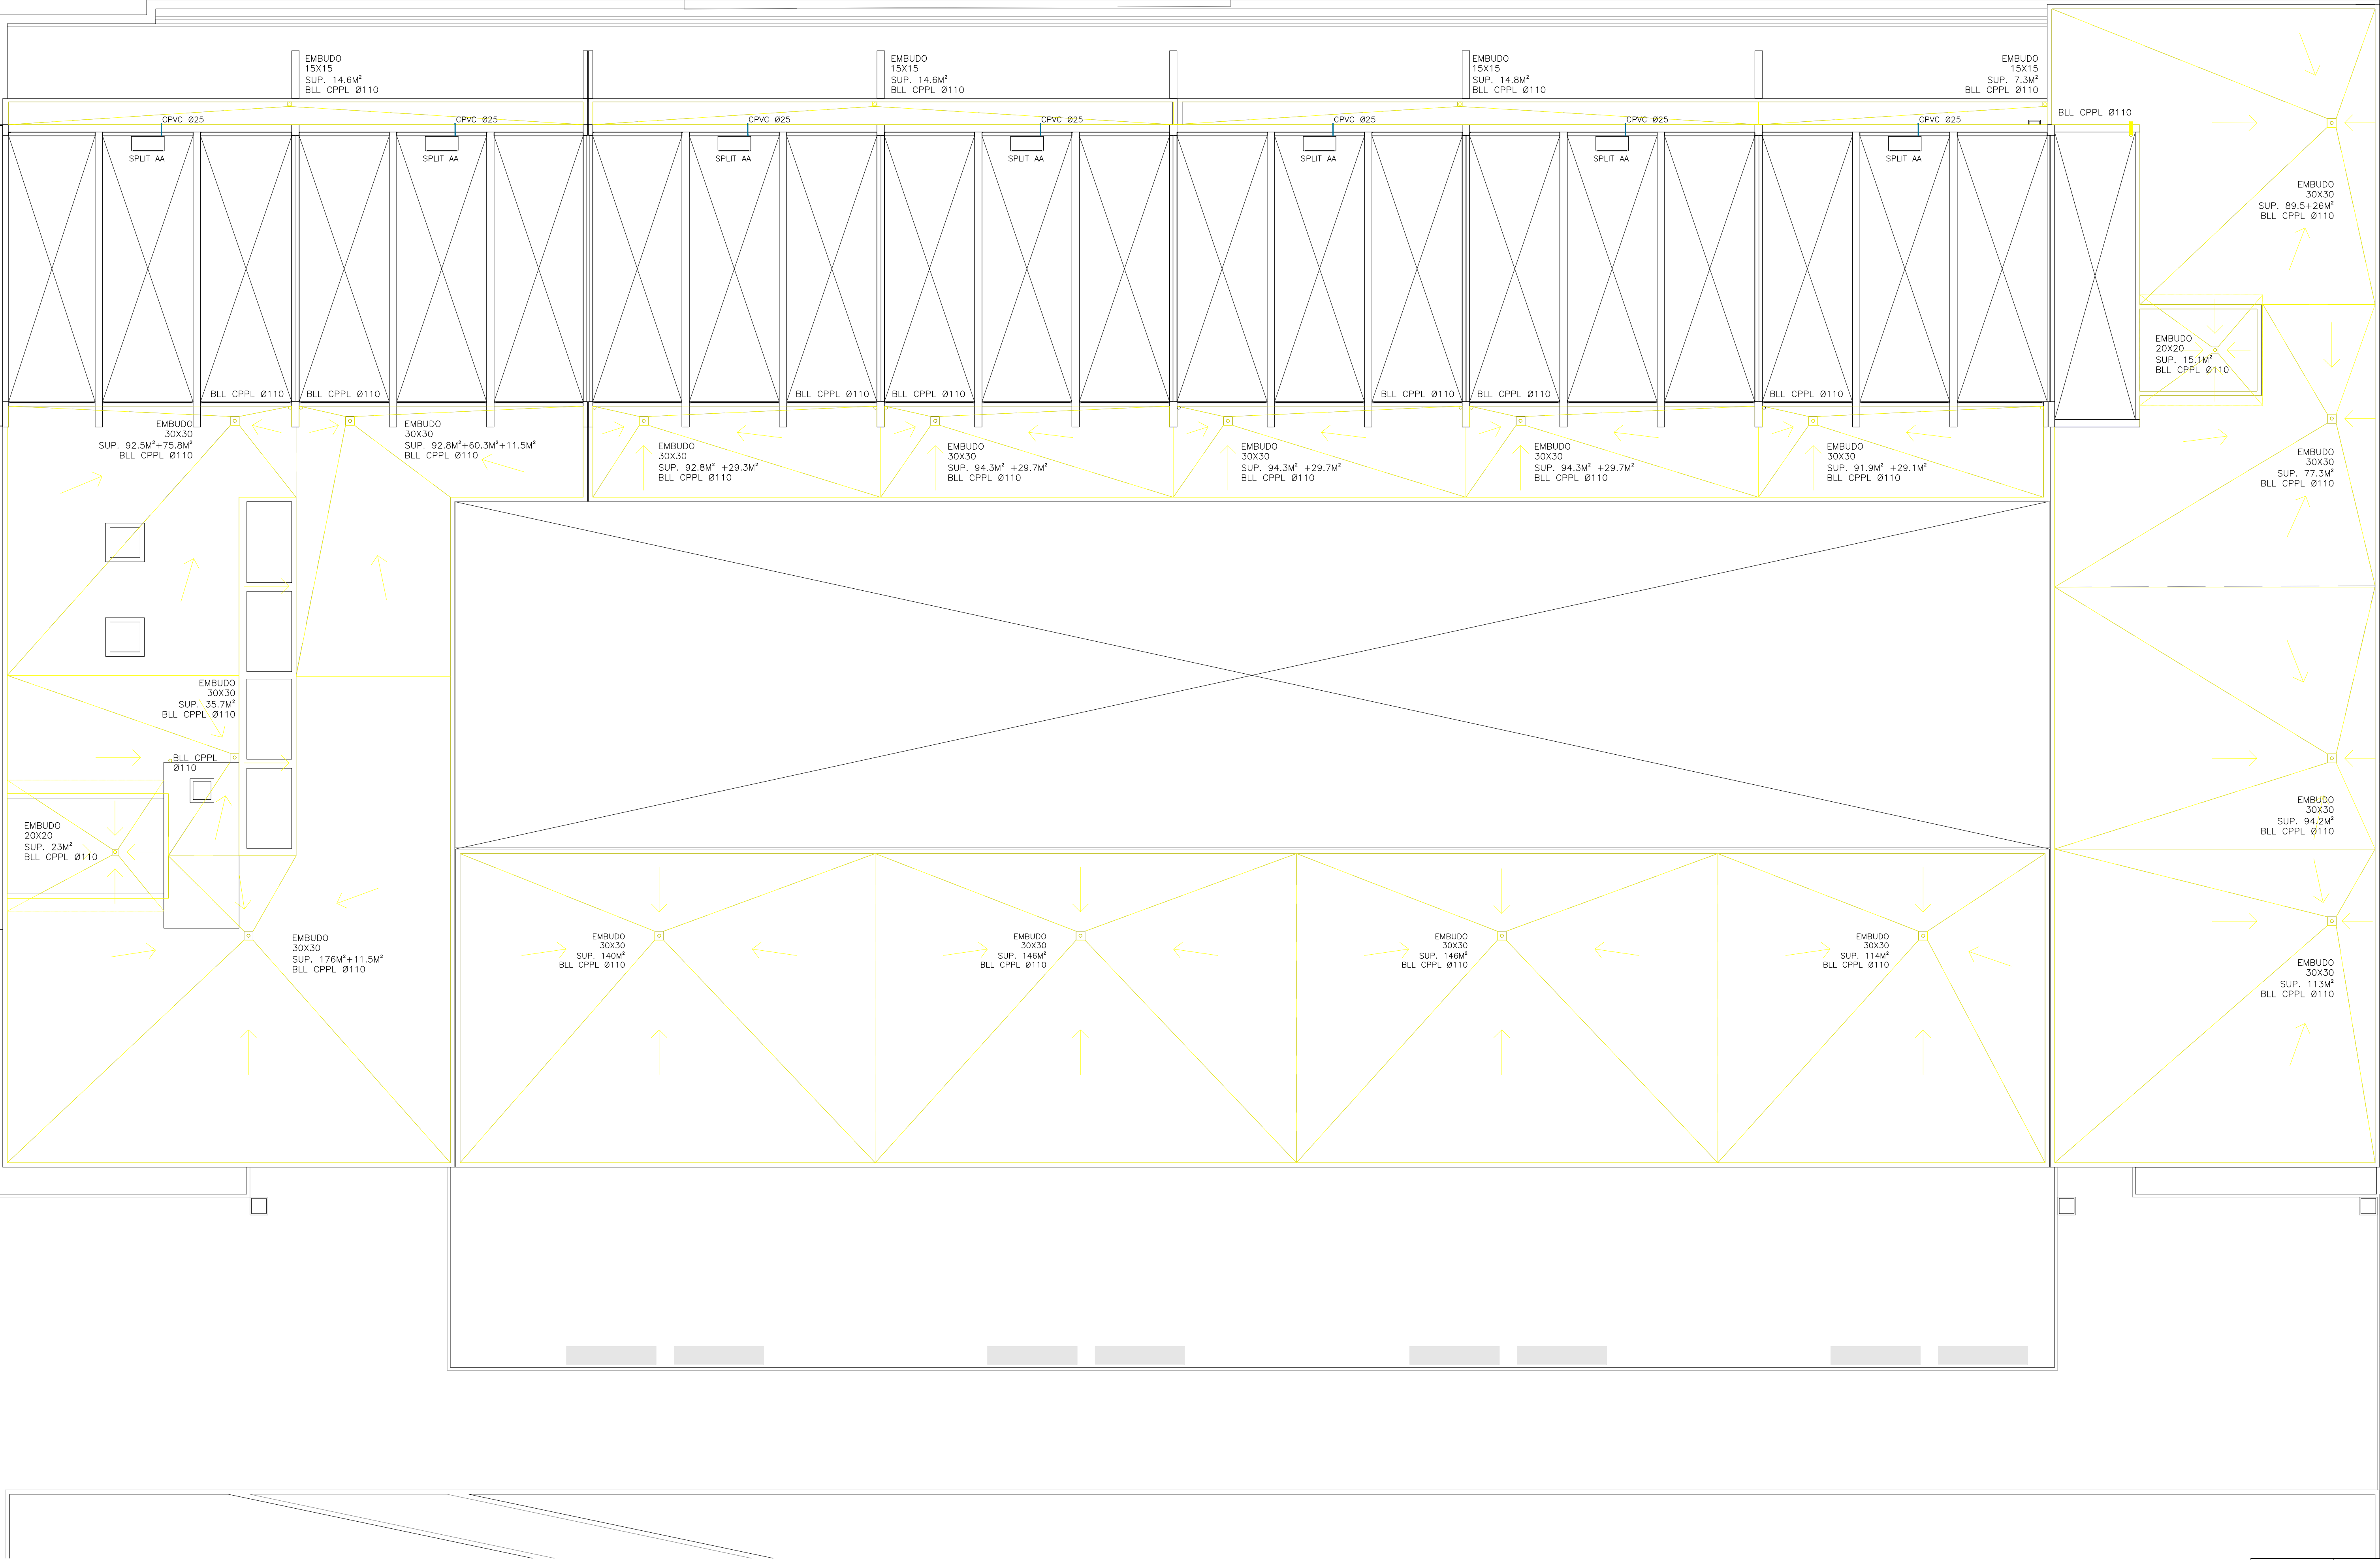 EMBUDO
15X15
SUP. 14.6M²
BLL CPPL Ø110
EMBUDO
15X15
SUP. 14.6M²
BLL CPPL Ø110
EMBUDO
15X15
SUP. 14.8M²
BLL CPPL Ø110
EMBUDO
15X15
SUP. 7.3M²
BLL CPPL Ø110
BLL CPPL Ø110
CPVC Ø25
CPVC Ø25
CPVC Ø25
CPVC Ø25
CPVC Ø25
CPVC Ø25
CPVC Ø25
SPLIT AA
SPLIT AA
SPLIT AA
SPLIT AA
SPLIT AA
SPLIT AA
SPLIT AA
EMBUDO
30X30
SUP. 89.5+26M²
BLL CPPL Ø110
EMBUDO
20X20
SUP. 15.1M²
BLL CPPL Ø110
BLL CPPL Ø110
BLL CPPL Ø110
BLL CPPL Ø110
BLL CPPL Ø110
BLL CPPL Ø110
BLL CPPL Ø110
BLL CPPL Ø110
EMBUDO
30X30
SUP. 92.5M²+75.8M²
BLL CPPL Ø110
EMBUDO
30X30
SUP. 92.8M²+60.3M²+11.5M²
BLL CPPL Ø110
EMBUDO
30X30
SUP. 92.8M² +29.3M²
BLL CPPL Ø110
EMBUDO
30X30
SUP. 94.3M² +29.7M²
BLL CPPL Ø110
EMBUDO
30X30
SUP. 94.3M² +29.7M²
BLL CPPL Ø110
EMBUDO
30X30
SUP. 94.3M² +29.7M²
BLL CPPL Ø110
EMBUDO
30X30
SUP. 91.9M² +29.1M²
BLL CPPL Ø110
EMBUDO
30X30
SUP. 77.3M²
BLL CPPL Ø110
EMBUDO
30X30
SUP. 35.7M²
BLL CPPL Ø110
BLL CPPL
Ø110
EMBUDO
20X20
SUP. 23M²
BLL CPPL Ø110
EMBUDO
30X30
SUP. 94.2M²
BLL CPPL Ø110
EMBUDO
30X30
SUP. 176M²+11.5M²
BLL CPPL Ø110
EMBUDO
30X30
SUP. 140M²
BLL CPPL Ø110
EMBUDO
30X30
SUP. 146M²
BLL CPPL Ø110
EMBUDO
30X30
SUP. 146M²
BLL CPPL Ø110
EMBUDO
30X30
SUP. 114M²
BLL CPPL Ø110
EMBUDO
30X30
SUP. 113M²
BLL CPPL Ø110